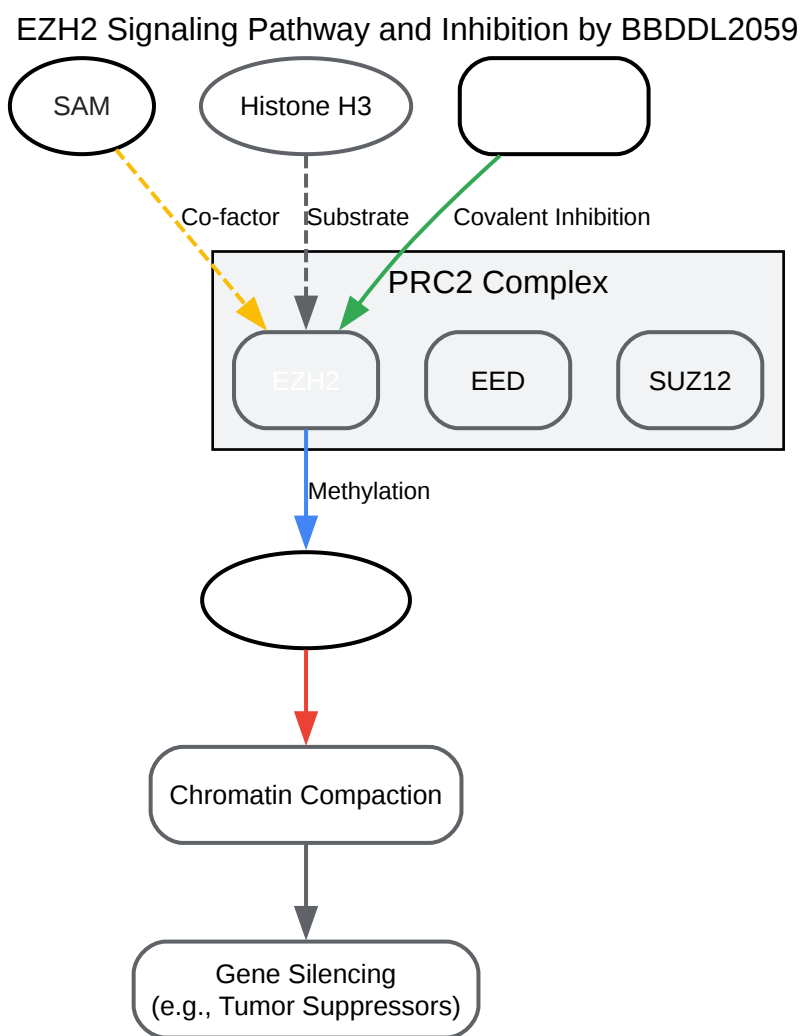 EZH2 Signaling Pathway and Inhibition by BBDDL2059
SAM
Histone H3
Co-factor
Substrate
Covalent Inhibition
PRC2 Complex
EZH2
EED
SUZ12
Methylation
Chromatin Compaction
Gene Silencing
(e.g., Tumor Suppressors)